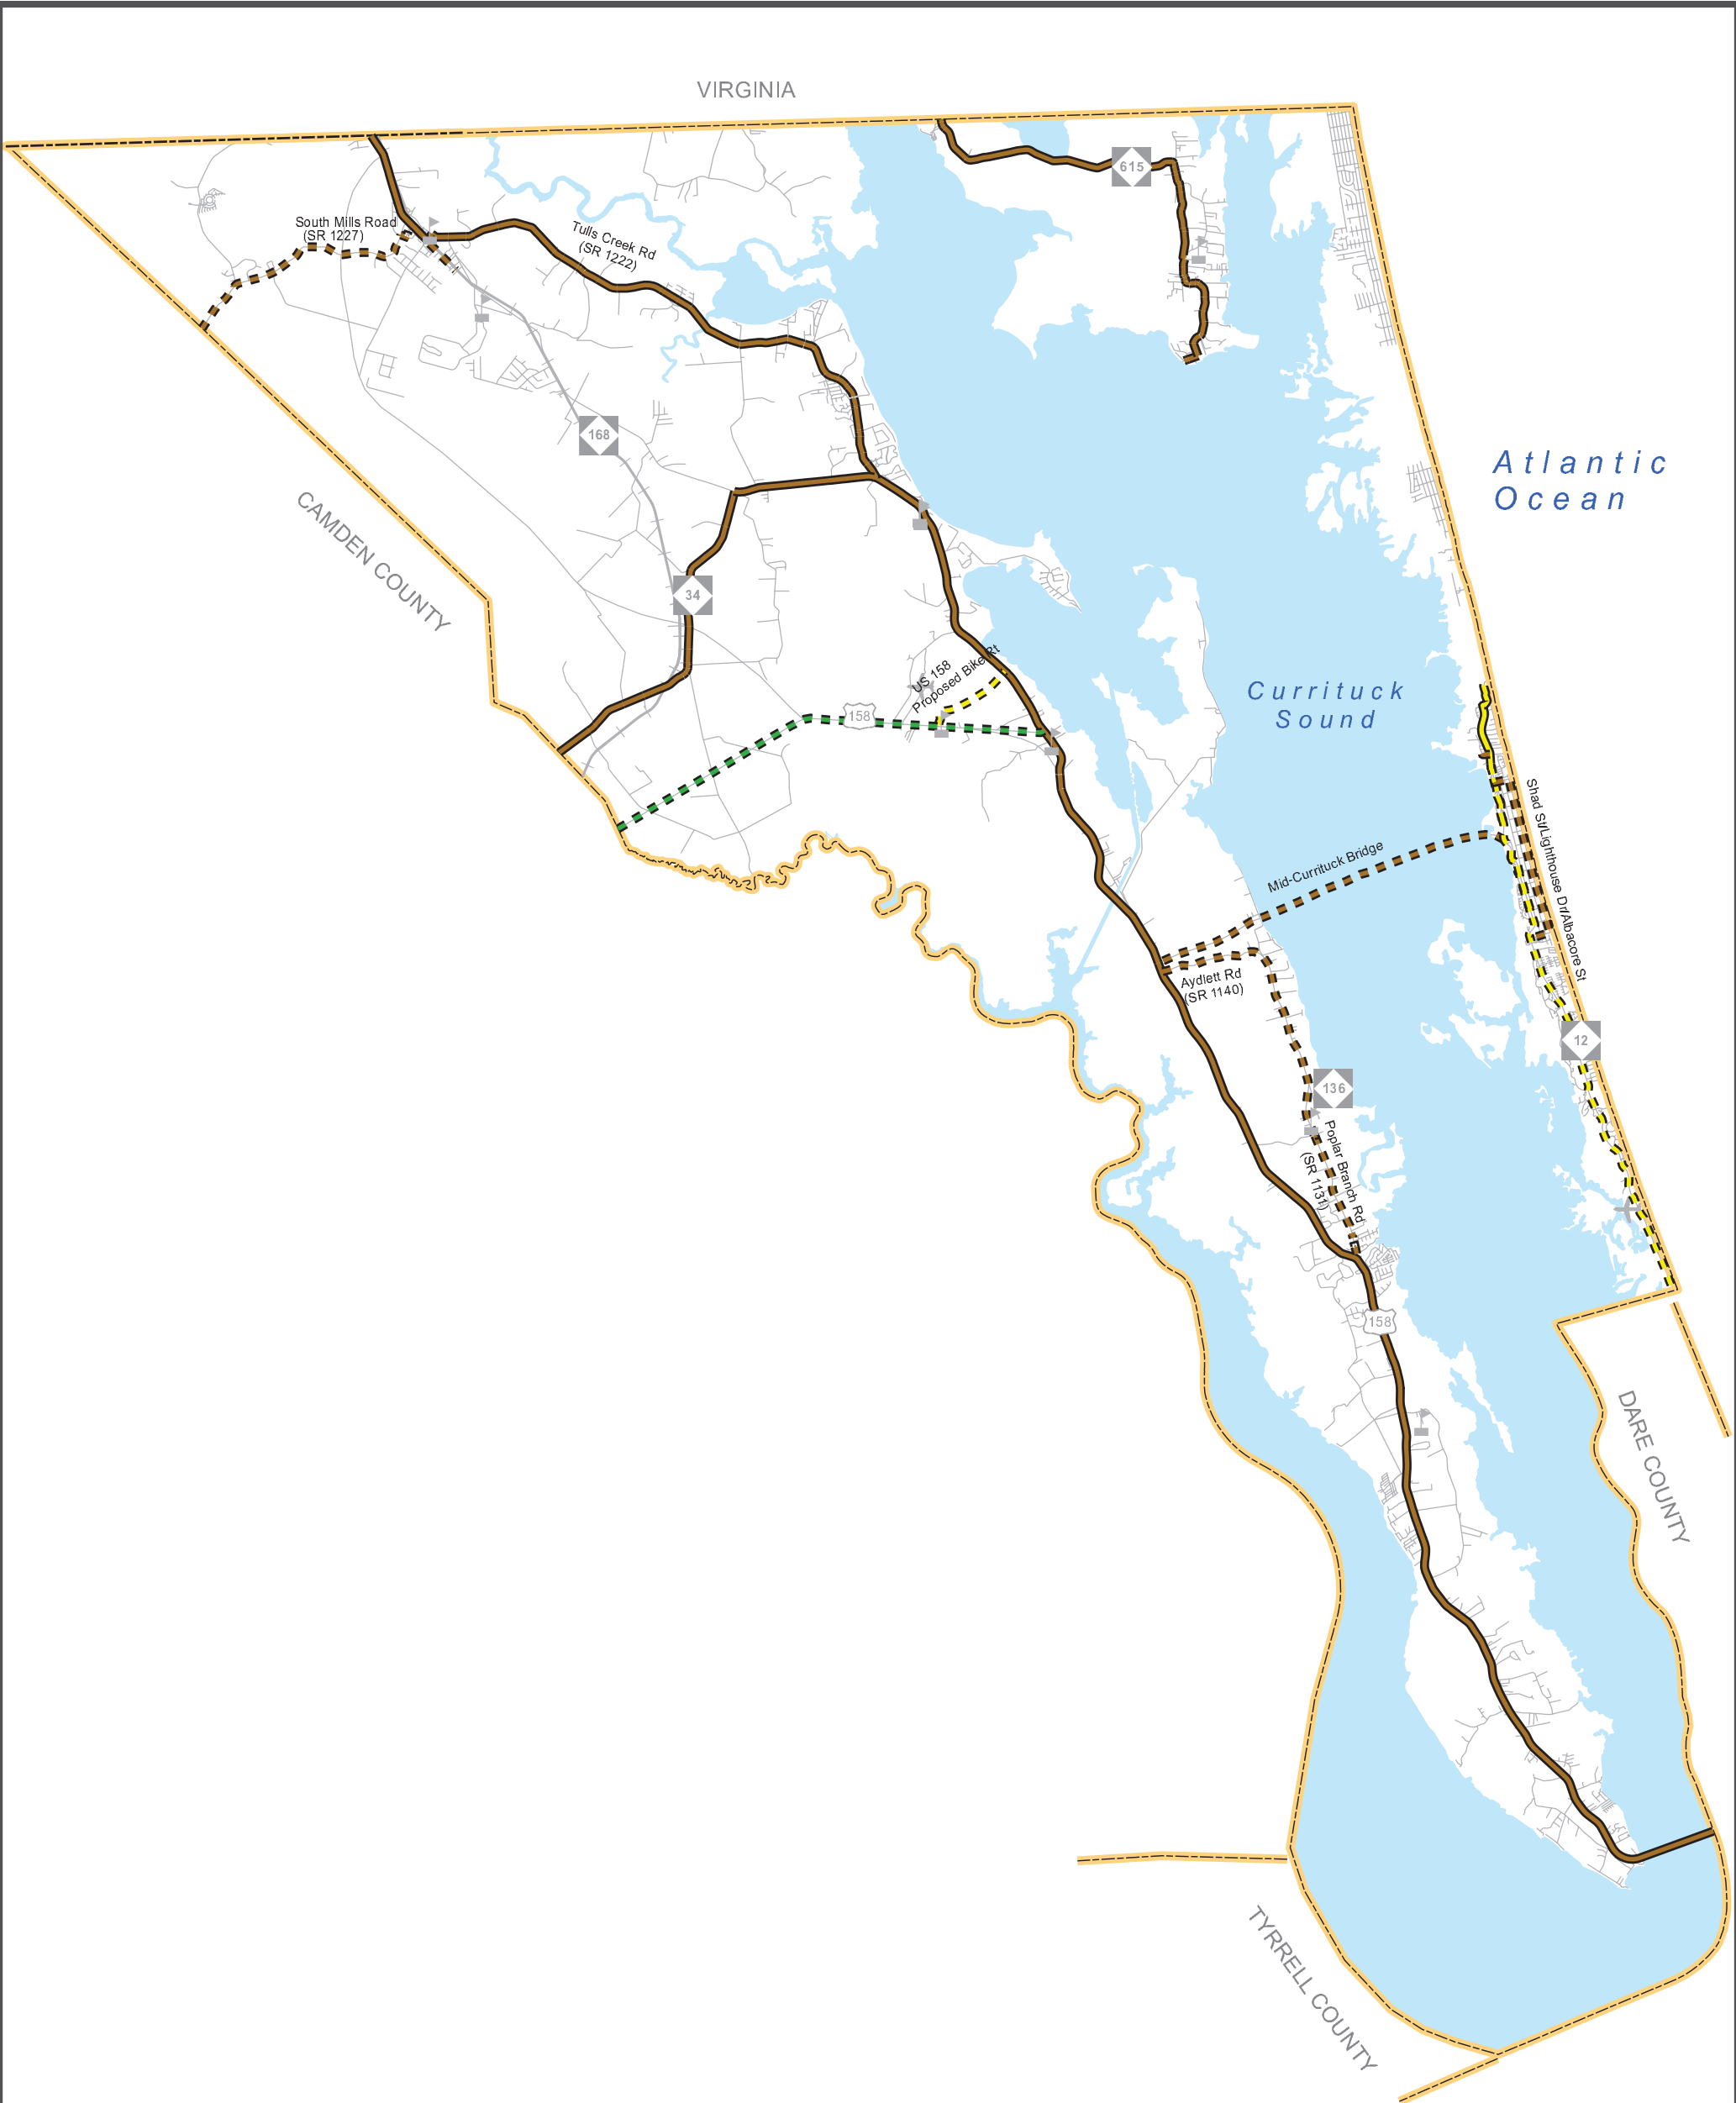 VIRGINIA
615
South Mills Road
(SR 1227)
Tulls Creek Rd
(SR 1222)
168
Atlantic
Ocean
CAMDEN COUNTY
34
US 158
Proposed Bike Rt
158
Currituck
Sound
Shad St/Lighthouse Dr/Albacore St
Mid-Currituck Bridge
Aydlett Rd
(SR 1140)
12
136
Poplar Branch Rd
(SR 1131)
158
DARE COUNTY
TYRRELL COUNTY